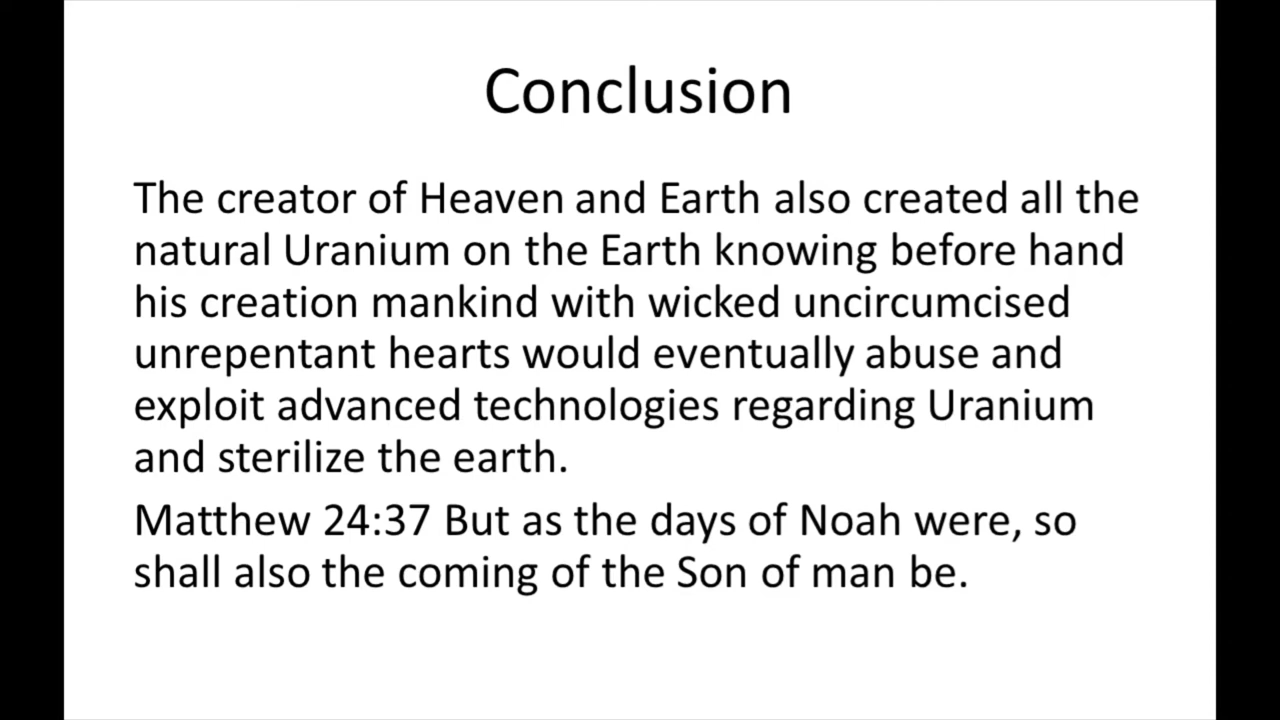 Conclusion
The creator of Heaven and Earth also created all the
natural Uranium on the Earth knowing before hand
his creation mankind with wicked uncircumcised
unrepentant hearts would eventually abuse and
exploit advanced technologies regarding Uranium
and sterilize the earth.
Matthew 24:37 But as the days of Noah were, so
shall also the coming of the Son of man be.